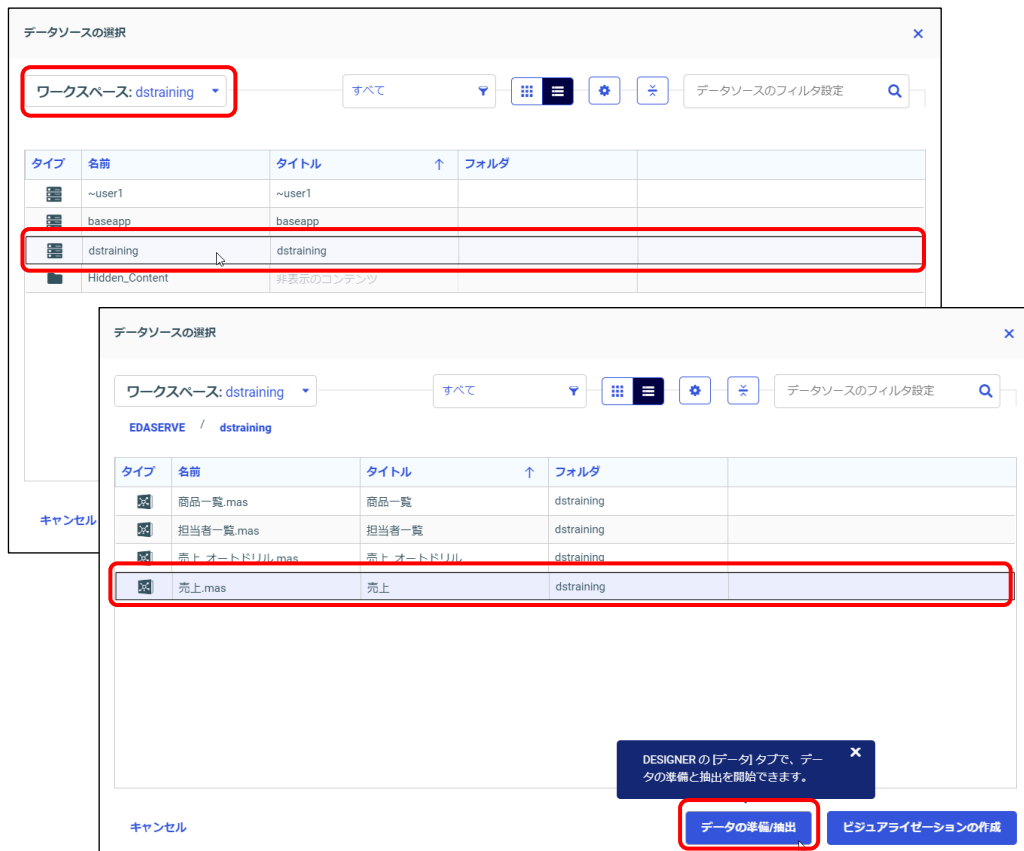 データソースの選択
ワークスペース: dstraining
すべて
データソースのフィルタ設定
タイプ 名前 タイトル フォルダ
~user1 ~user1
baseapp baseapp
dstraining dstraining
Hidden_Content 非表示のコンテンツ
キャンセル
データソースの選択
ワークスペース: dstraining
すべて
データソースのフィルタ設定
EDASERVE / dstraining
タイプ 名前 タイトル フォルダ
商品一覧.mas 商品一覧 dstraining
担当者一覧.mas 担当者一覧 dstraining
売上_オートドリル.mas 売上_オートドリル dstraining
売上.mas 売上 dstraining
DESIGNER の [データ] タブで、デー
タの準備と抽出を開始できます。
キャンセル
データの準備/抽出
ビジュアライゼーションの作成